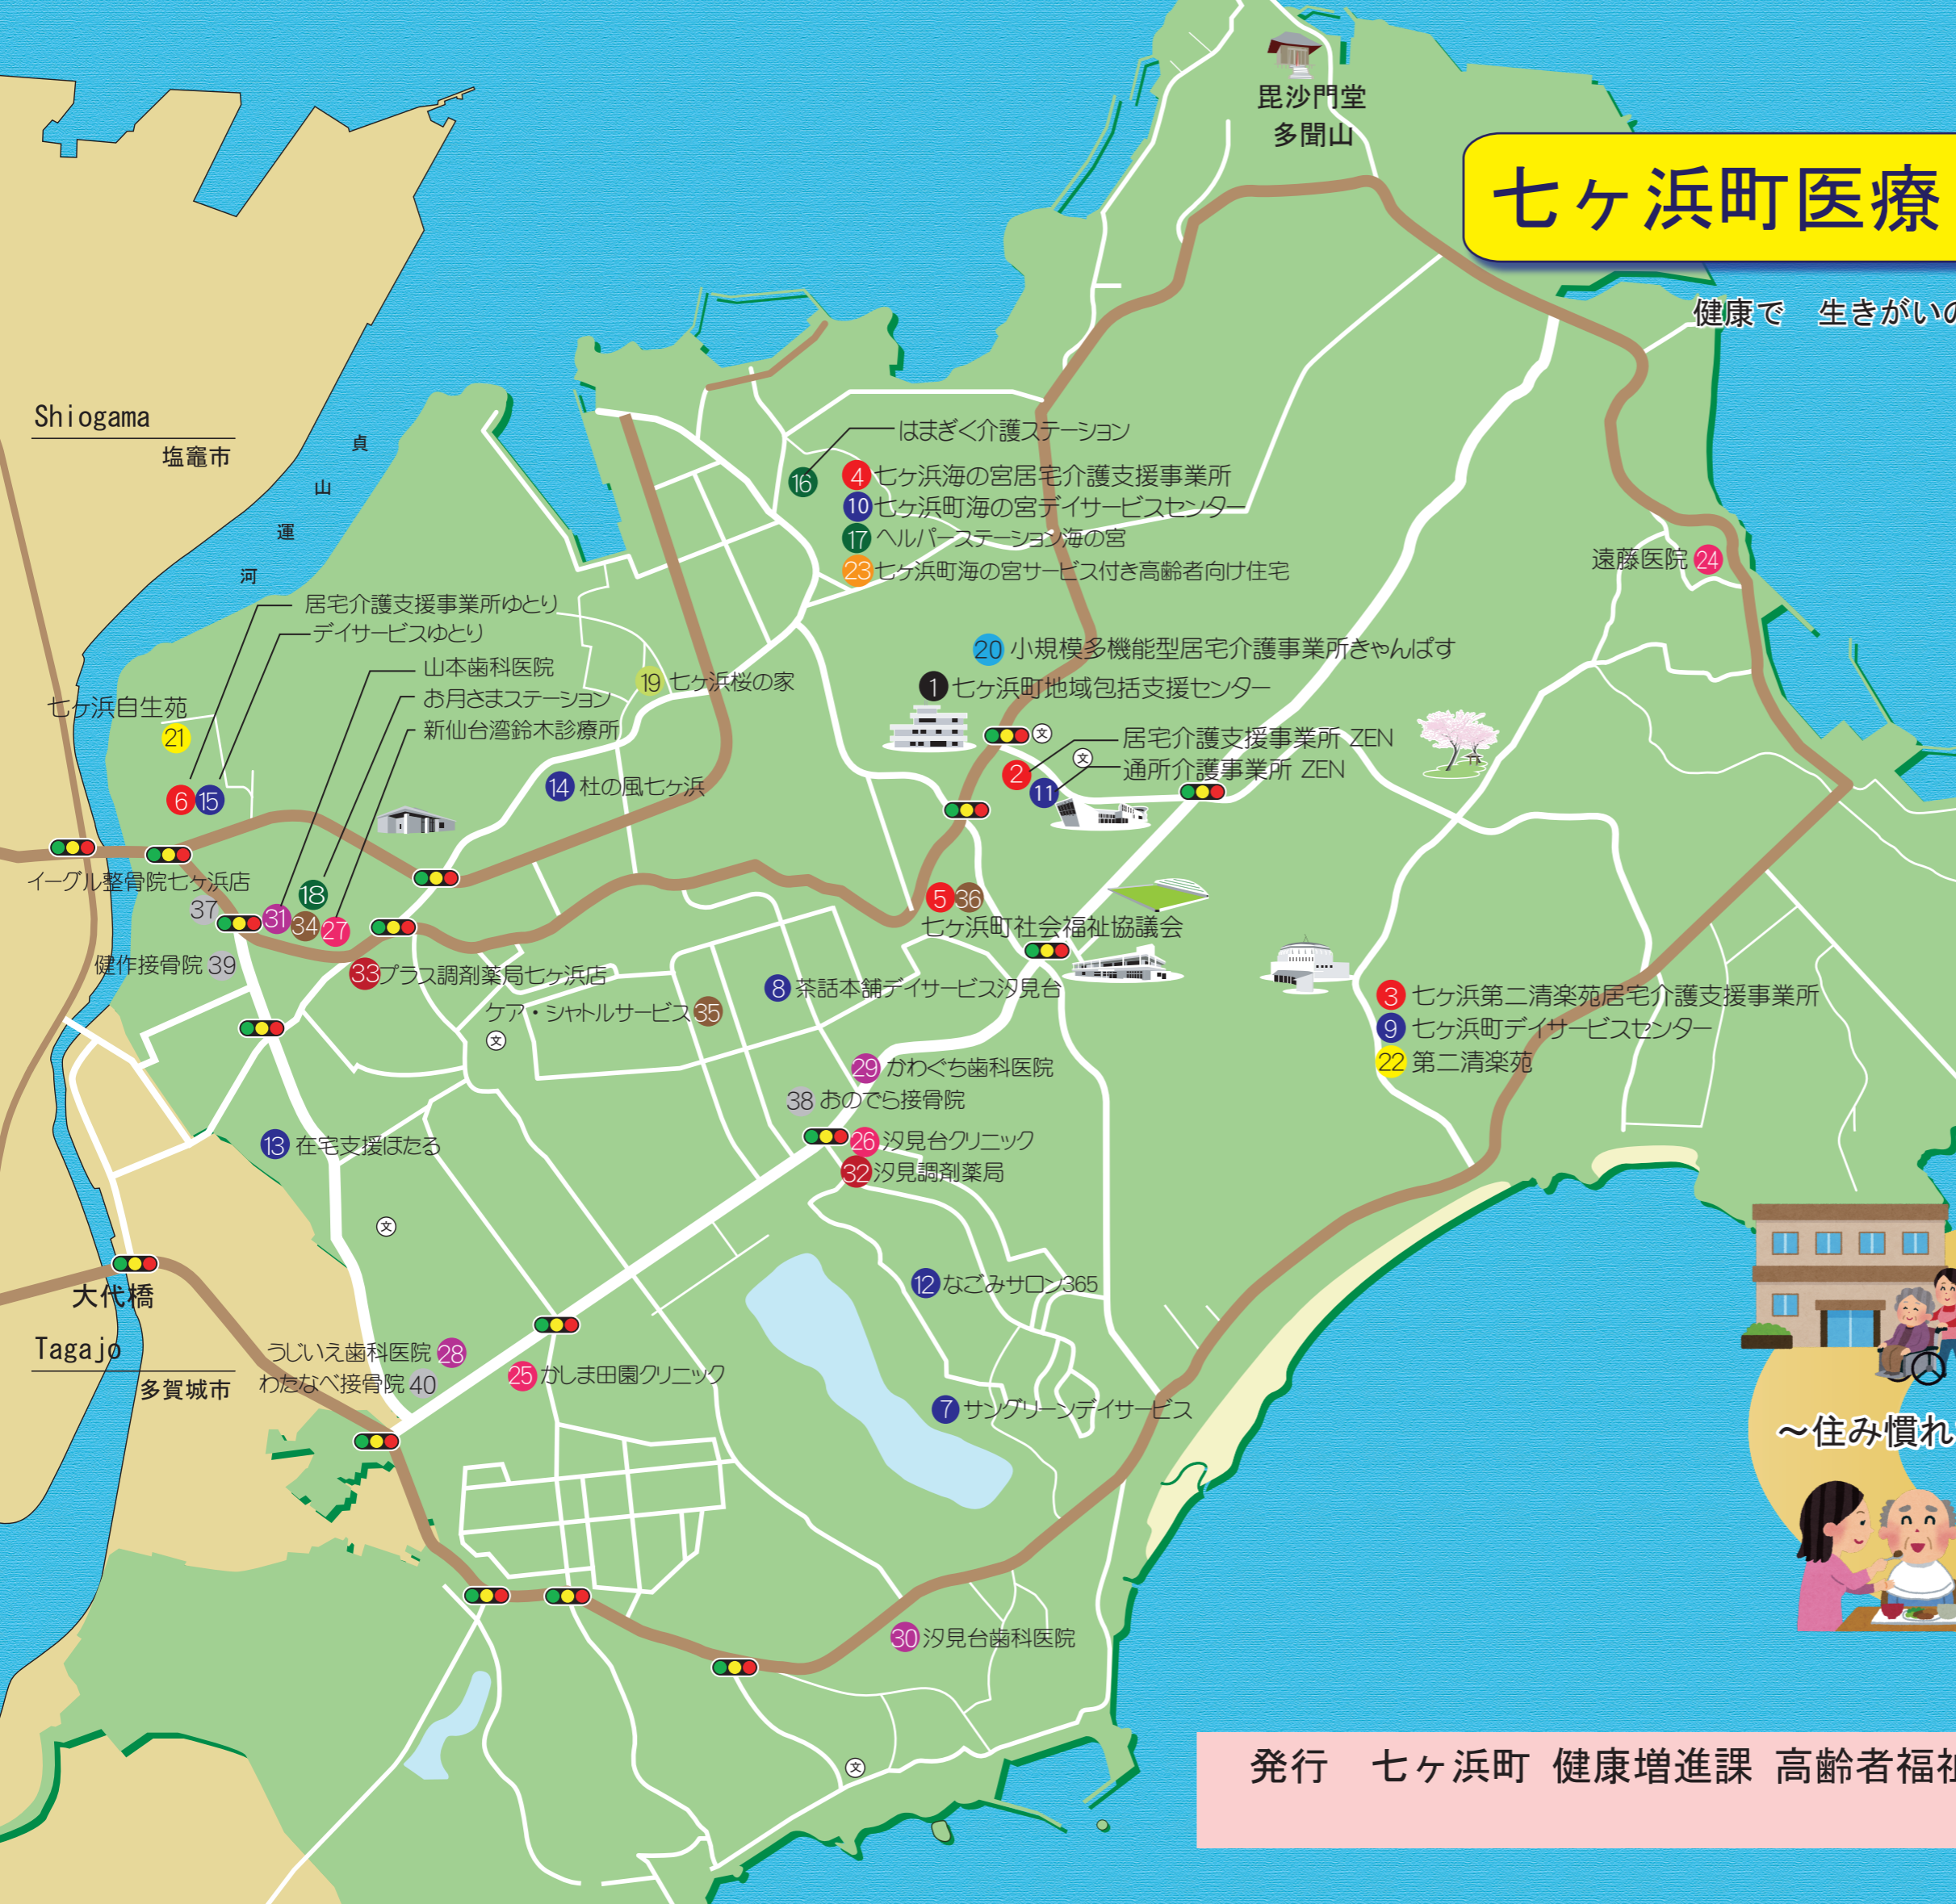 毘沙門堂
多聞山
七ヶ浜町医療
健康で 生きがいの
Shiogama
塩竈市
貞
山
運
河
はまぎく介護ステーション
16
4 七ヶ浜海の宮居宅介護支援事業所
10 七ヶ浜町海の宮デイサービスセンター
17 ヘルパーステーション海の宮
23 七ヶ浜町海の宮サービス付き高齢者向け住宅
遠藤医院 24
居宅介護支援事業所ゆとり
デイサービスゆとり
山本歯科医院
お月さまステーション
新仙台湾鈴木診療所
七ヶ浜自生苑
21
6 15
19 七ヶ浜桜の家
20 小規模多機能型居宅介護事業所きゃんぱす
1 七ヶ浜町地域包括支援センター
文
文
居宅介護支援事業所 ZEN
通所介護事業所 ZEN
2
11
14 杜の風七ヶ浜
イーグル整骨院七ヶ浜店
37
31 34 27
18
5 36
七ヶ浜町社会福祉協議会
健作接骨院 39
33 プラス調剤薬局七ヶ浜店
ケア・シャトルサービス 35
文
8 茶話本舗デイサービス汐見台
3 七ヶ浜第二清楽苑居宅介護支援事業所
9 七ヶ浜町デイサービスセンター
22 第二清楽苑
29 かわぐち歯科医院
38 おのでら接骨院
26 汐見台クリニック
32 汐見調剤薬局
13 在宅支援ほたる
文
大代橋
Tagajo
多賀城市
12 なごみサロン365
うじいえ歯科医院 28
わたなべ接骨院 40
25 かしま田園クリニック
7 サングリーンデイサービス
～住み慣れ
30 汐見台歯科医院
文
発行 七ヶ浜町 健康増進課 高齢者福祉